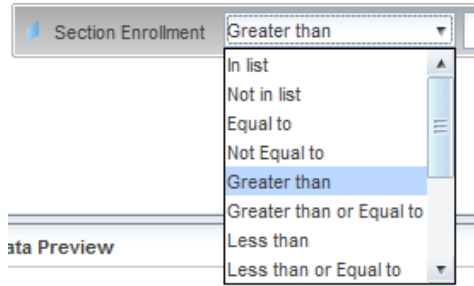 Section Enrollment Greater than
In list
Not in list
Equal to
Not Equal to
Greater than
Greater than or Equal to
Less than
Less than or Equal to
ata Preview